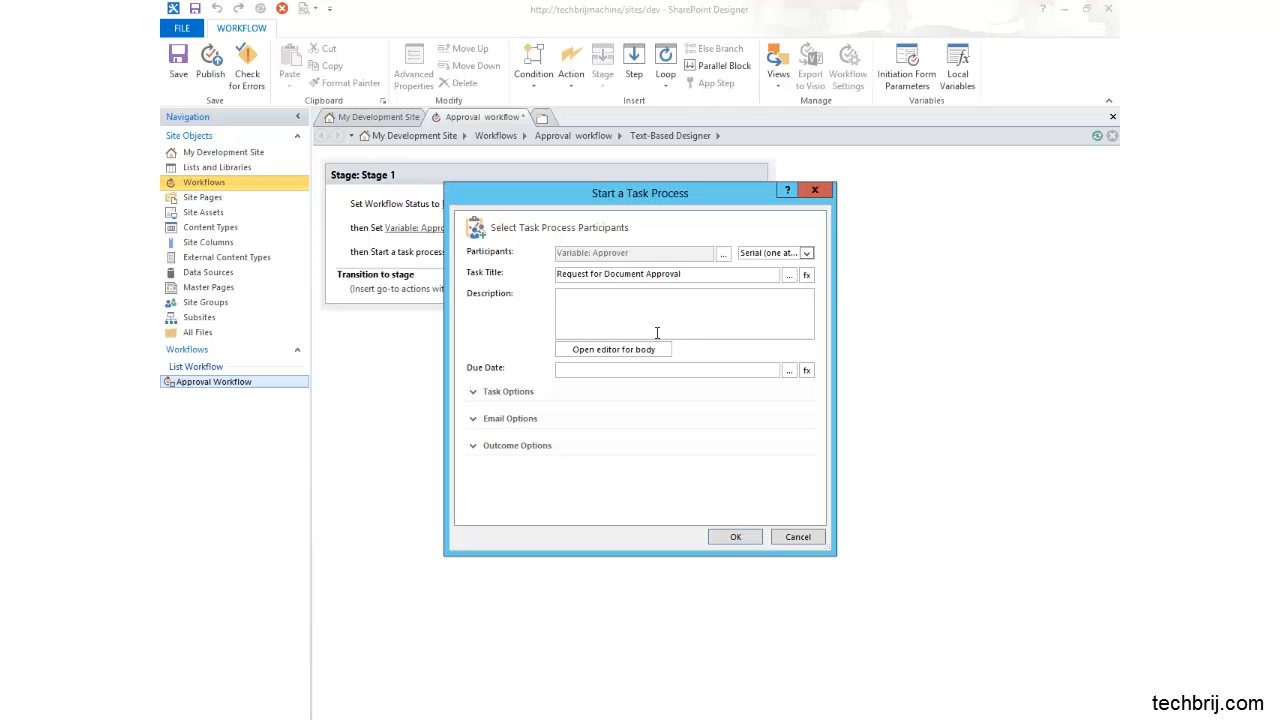 http://techbrijmachine/sites/dev - SharePoint Designer
FILE
WORKFLOW
Save
Publish
Check for Errors
Paste
Cut
Copy
Format Painter
Advanced Properties
Move Up
Move Down
Delete
Condition
Action
Stage
Step
Loop
Else Branch
Parallel Block
App Step
Views
Export to Visio
Workflow Settings
Initiation Form Parameters
Local Variables
Save
Clipboard
Modify
Insert
Manage
Variables
Navigation
My Development Site
Approval workflow *
My Development Site
Workflows
Approval workflow
Text-Based Designer
Site Objects
My Development Site
Lists and Libraries
Workflows
Site Pages
Site Assets
Content Types
Site Columns
External Content Types
Data Sources
Master Pages
Site Groups
Subsites
All Files
Workflows
List Workflow
Approval Workflow
Stage: Stage 1
Set Workflow Status to
then Set Variable: Appro
then Start a task process
Transition to stage
(Insert go-to actions wit
Start a Task Process
?
Select Task Process Participants
Participants:
Variable: Approver
...
Serial (one at...
Task Title:
Request for Document Approval
...
fx
Description:
Open editor for body
Due Date:
...
fx
Task Options
Email Options
Outcome Options
OK
Cancel
techbrij.com